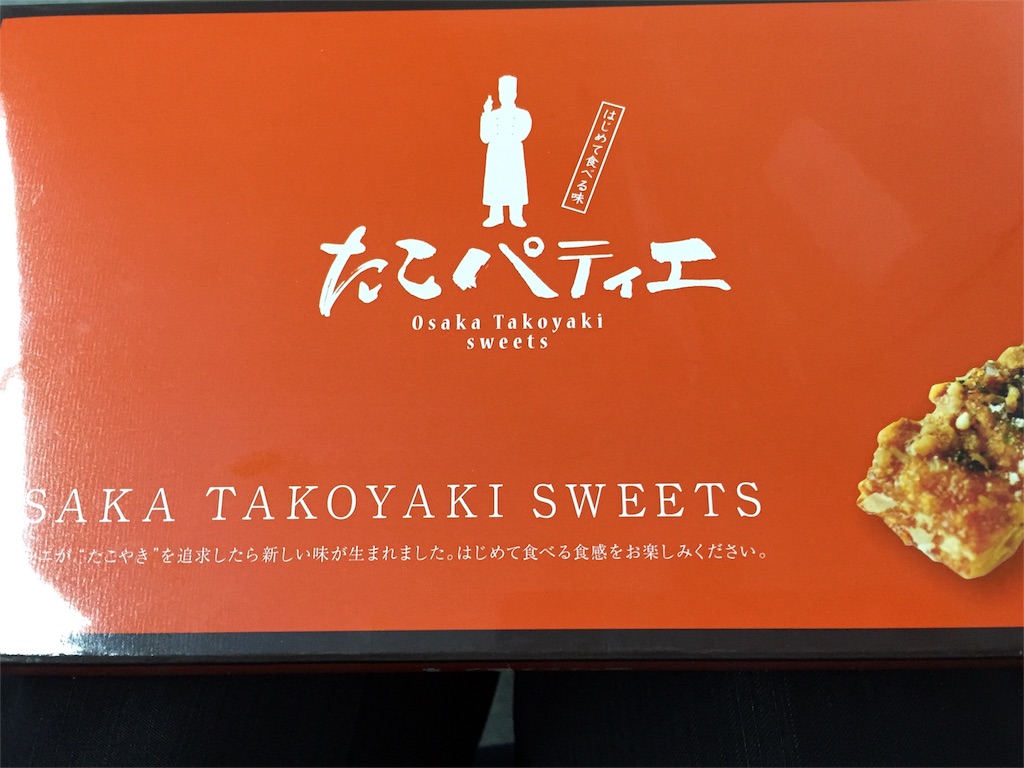 はじめて食べる味
たこパティエ
Osaka Takoyaki
sweets
SAKA TAKOYAKI SWEETS
エが、“たこやき”を追求したら新しい味が生まれました。はじめて食べる食感をお楽しみください。